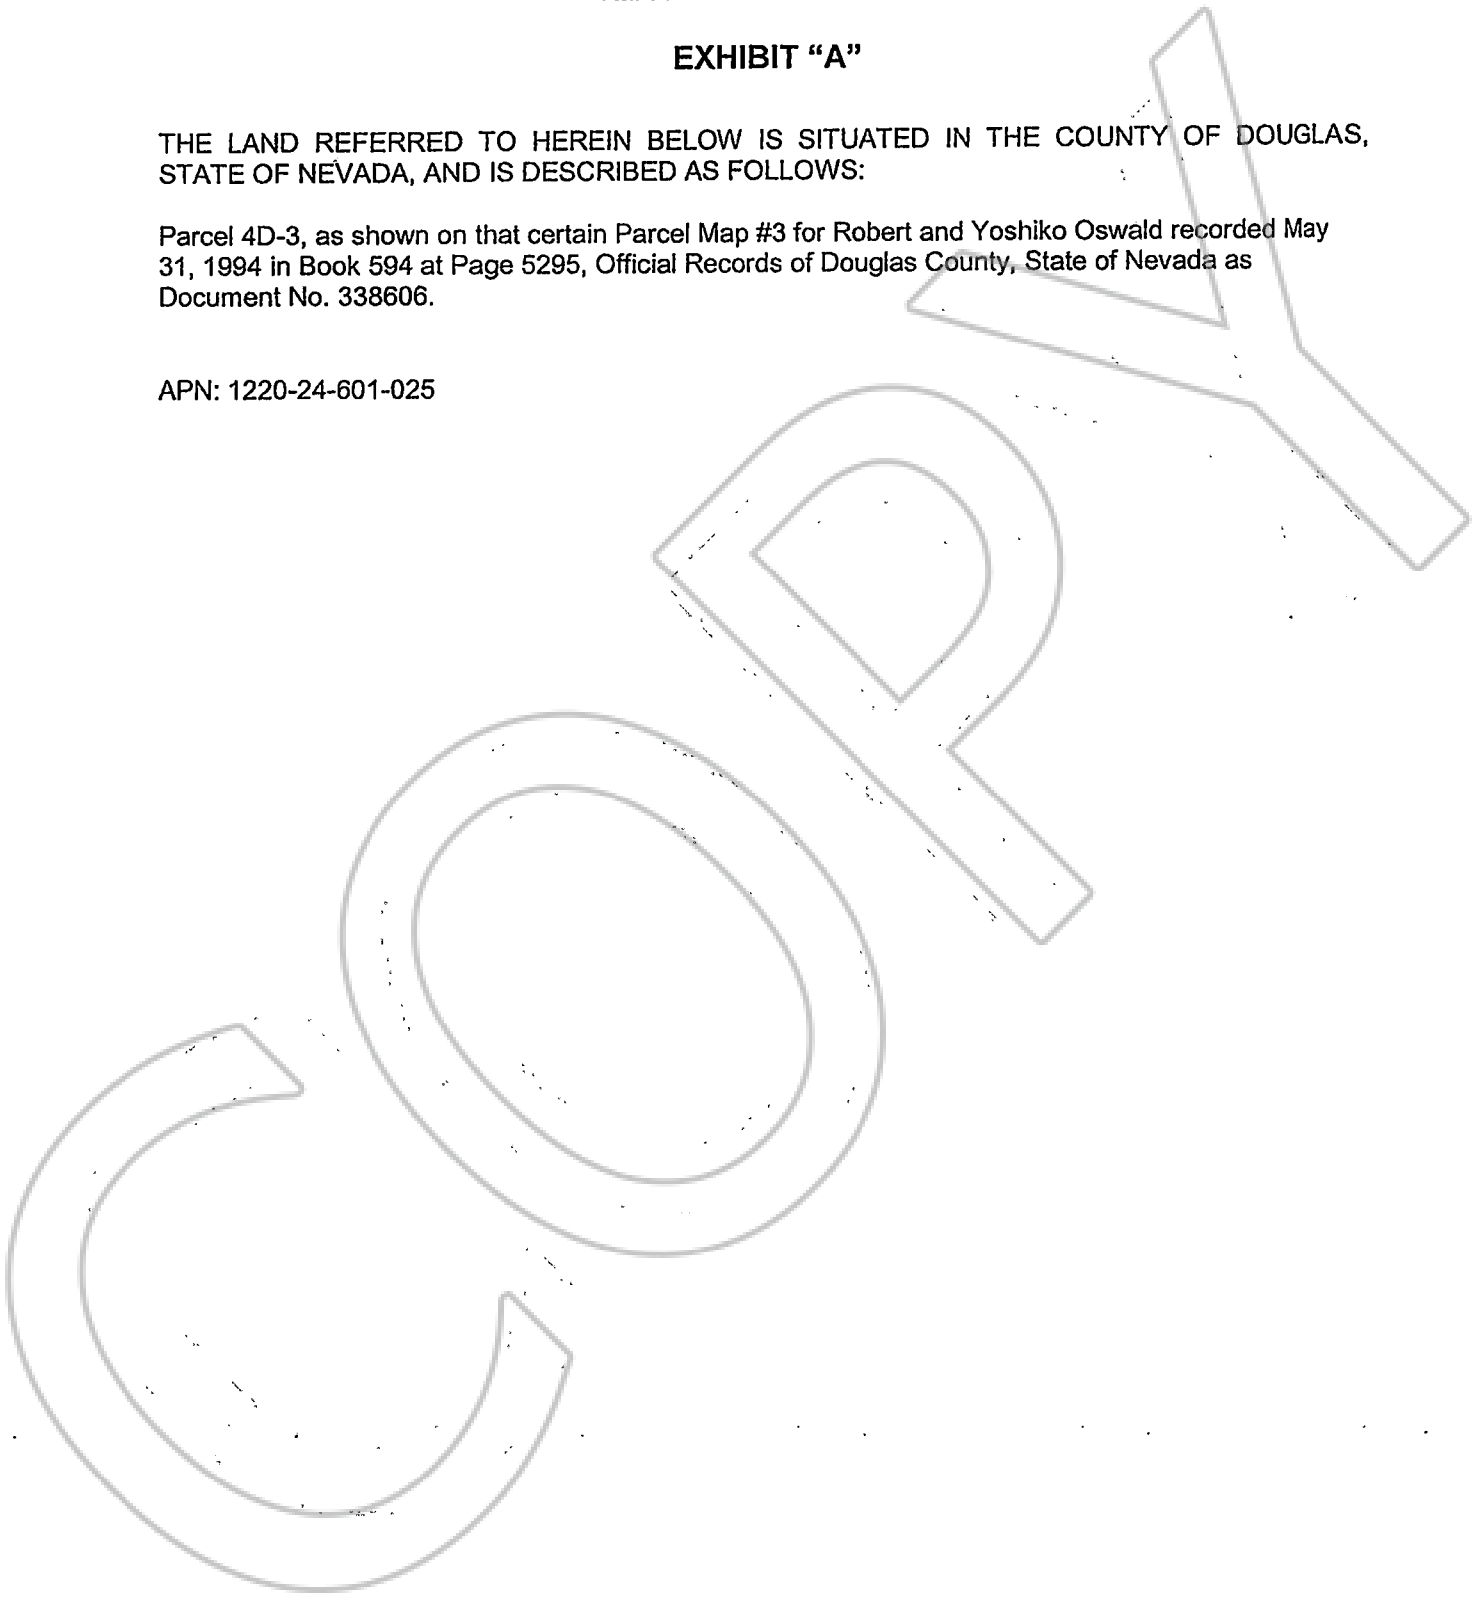 EXHIBIT “A”
THE LAND REFERRED TO HEREIN BELOW IS SITUATED IN THE COUNTY OF DOUGLAS,
STATE OF NEVADA, AND IS DESCRIBED AS FOLLOWS:
Parcel 4D-3, as shown on that certain Parcel Map #3 for Robert and Yoshiko Oswald recorded May
31, 1994 in Book 594 at Page 5295, Official Records of Douglas County, State of Nevada as
Document No. 338606.
APN: 1220-24-601-025
COPY